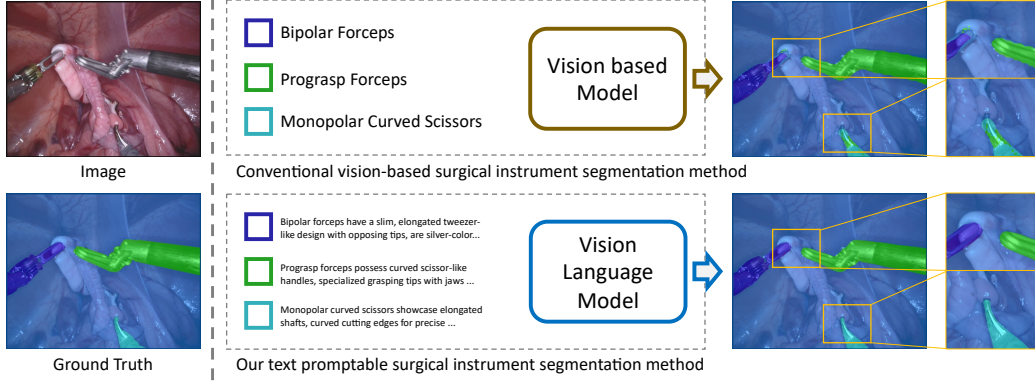 Image
Ground Truth
Bipolar Forceps
Prograsp Forceps
Monopolar Curved Scissors
Vision based
Model
Conventional vision-based surgical instrument segmentation method
Bipolar forceps have a slim, elongated tweezer-
like design with opposing tips, are silver-color...
Prograsp forceps possess curved scissor-like
handles, specialized grasping tips with jaws ...
Monopolar curved scissors showcase elongated
shafts, curved cutting edges for precise ...
Vision
Language
Model
Our text promptable surgical instrument segmentation method